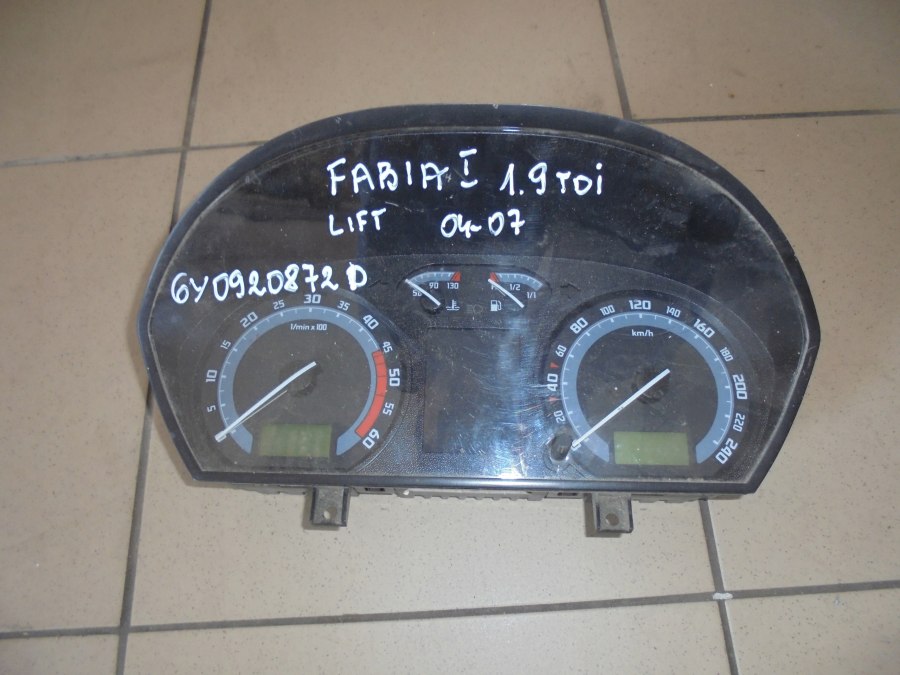 FABIA I 1.9 TDi
LIFT 04-07
6Y0920872D
50 90 130
1/2 1/1
5 10 15 20 25 30 35 40 45 50 55 60
1/min x 100
20 40 60 80 100 120 140 160 180 200 220 240
km/h